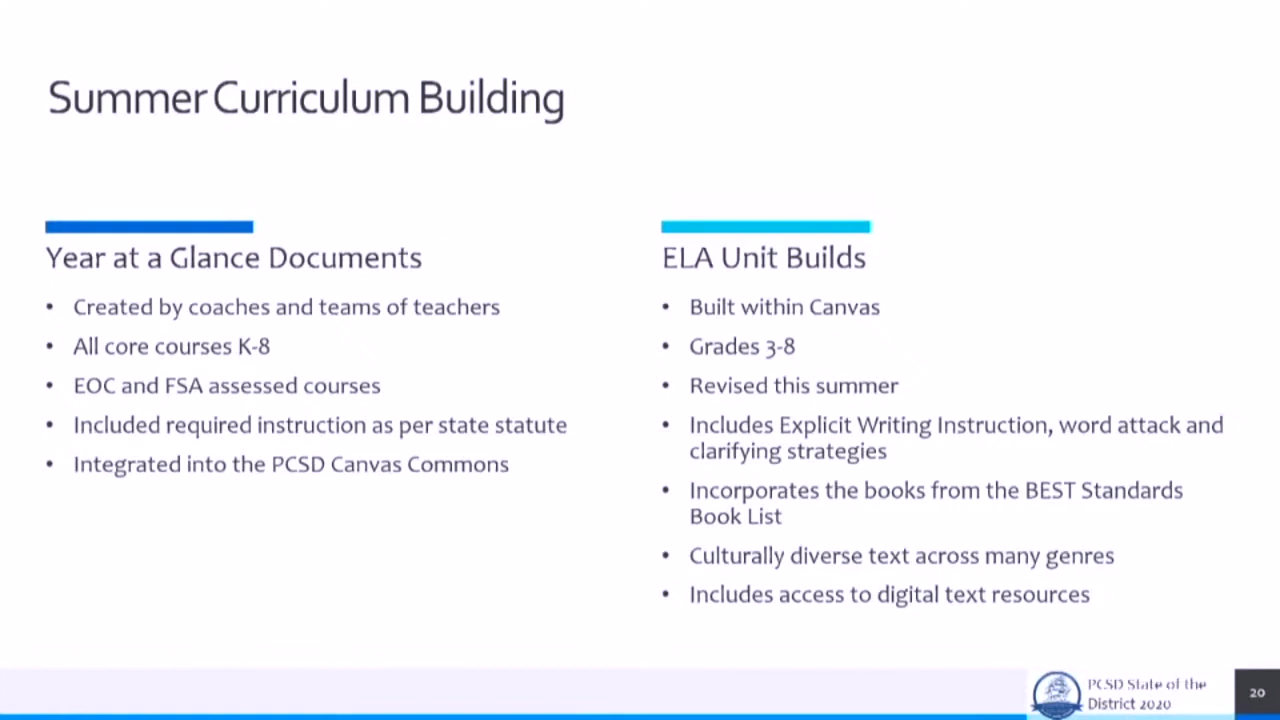 Summer Curriculum Building
Year at a Glance Documents
• Created by coaches and teams of teachers
• All core courses K-8
• EOC and FSA assessed courses
• Included required instruction as per state statute
• Integrated into the PCSD Canvas Commons
ELA Unit Builds
• Built within Canvas
• Grades 3-8
• Revised this summer
• Includes Explicit Writing Instruction, word attack and
clarifying strategies
• Incorporates the books from the BEST Standards
Book List
• Culturally diverse text across many genres
• Includes access to digital text resources
PCSD State of the
District 2020
20